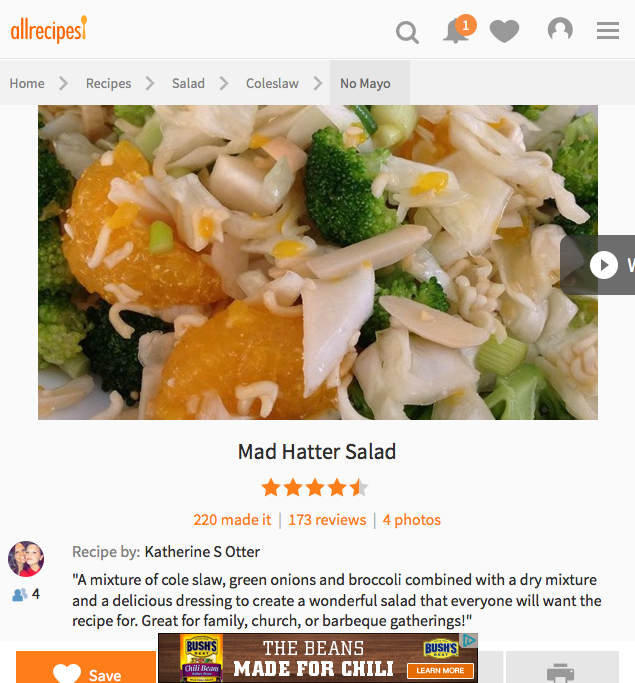 allrecipes
1
Home Recipes Salad Coleslaw No Mayo
W
Mad Hatter Salad
220 made it | 173 reviews | 4 photos
Recipe by: Katherine S Otter
4
"A mixture of cole slaw, green onions and broccoli combined with a dry mixture
and a delicious dressing to create a wonderful salad that everyone will want the
recipe for. Great for family, church, or barbeque gatherings!"
Save
BUSH'S
BEST
Chili Beans
THE BEANS
MADE FOR CHILI
BUSH'S
BEST
LEARN MORE